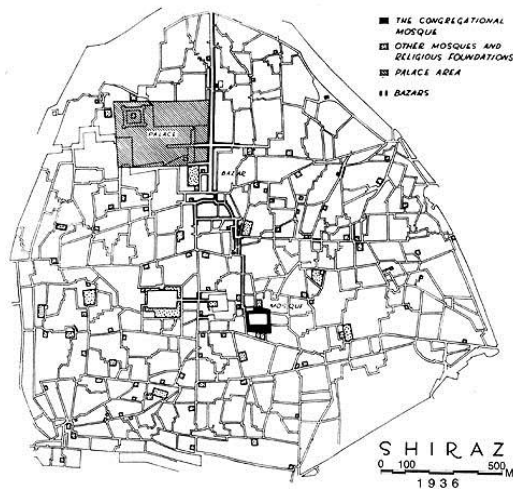 THE CONGREGATIONAL
MOSQUE
OTHER MOSQUES AND
RELIGIOUS FOUNDATIONS
PALACE AREA
BAZARS
PALACE
BAZAR
MOSQUE
SHIRAZ
0 100 500 M
1936